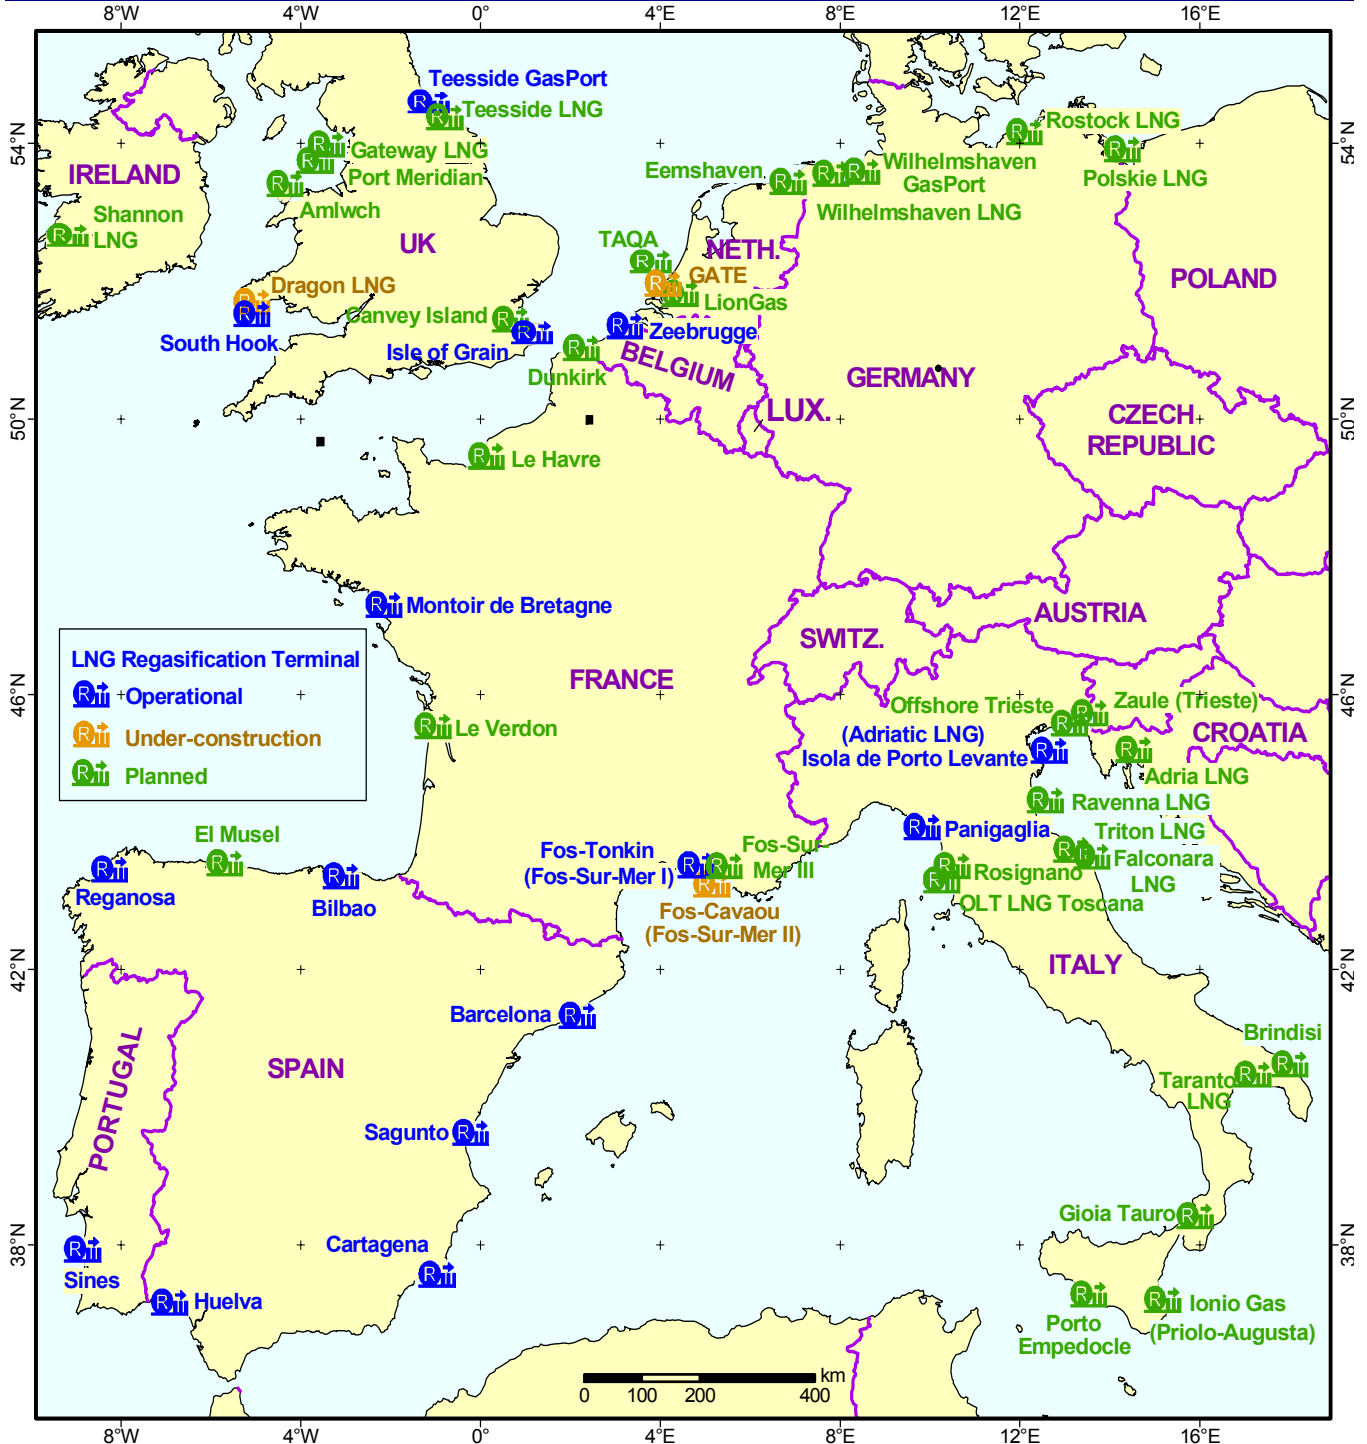 8°W 4°W 0° 4°E 8°E 12°E 16°E
Teesside GasPort
Teesside LNG
Rostock LNG
54°N
54°N
Gateway LNG
Port Meridian
IRELAND
Amlwch
Shannon
LNG
UK
Eemshaven
Wilhelmshaven
GasPort
Wilhelmshaven LNG
Polskie LNG
TAQA
NETH.
GATE
LionGas
POLAND
Dragon LNG
South Hook
Canvey Island
Isle of Grain
Zeebrugge
Dunkirk
BELGIUM
GERMANY
LUX.
CZECH
REPUBLIC
50°N
50°N
Le Havre
Montoir de Bretagne
AUSTRIA
SWITZ.
FRANCE
LNG Regasification Terminal
R Operational
R Under-construction
R Planned
46°N
46°N
Le Verdon
Offshore Trieste
Zaule (Trieste)
(Adriatic LNG)
Isola de Porto Levante
CROATIA
Adria LNG
Ravenna LNG
Panigaglia
Triton LNG
Falconara
LNG
El Musel
Reganosa
Bilbao
Fos-Tonkin
(Fos-Sur-Mer I)
Fos-Sur
Mer III
Fos-Cavaou
(Fos-Sur-Mer II)
Rosignano
OLT LNG Toscana
ITALY
42°N
42°N
Barcelona
Brindisi
Taranto
LNG
SPAIN
PORTUGAL
Sagunto
Gioia Tauro
38°N
38°N
Cartagena
Sines
Huelva
Ionio Gas
(Priolo-Augusta)
Porto
Empedocle
km
0 100 200 400
8°W 4°W 0° 4°E 8°E 12°E 16°E